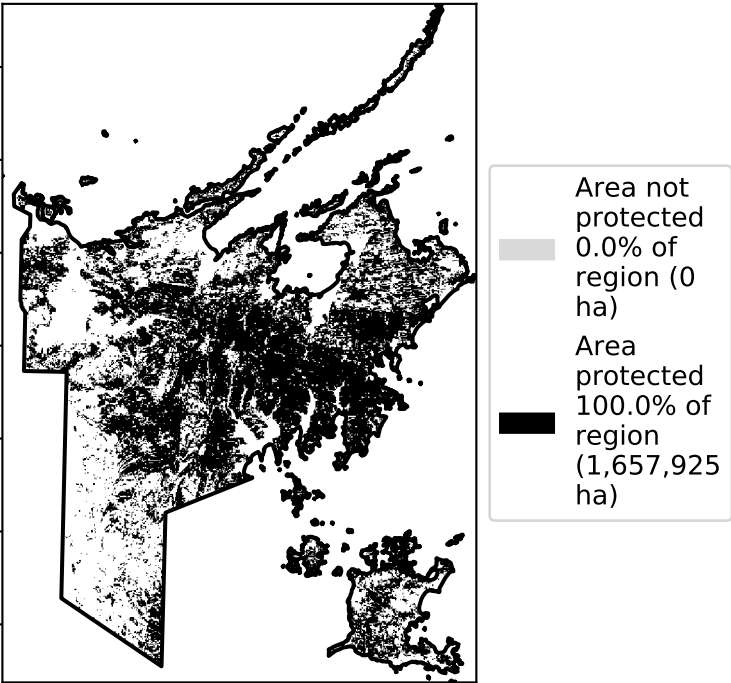 Area not
protected
0.0% of
region (0
ha)
Area
protected
100.0% of
region
(1,657,925
ha)